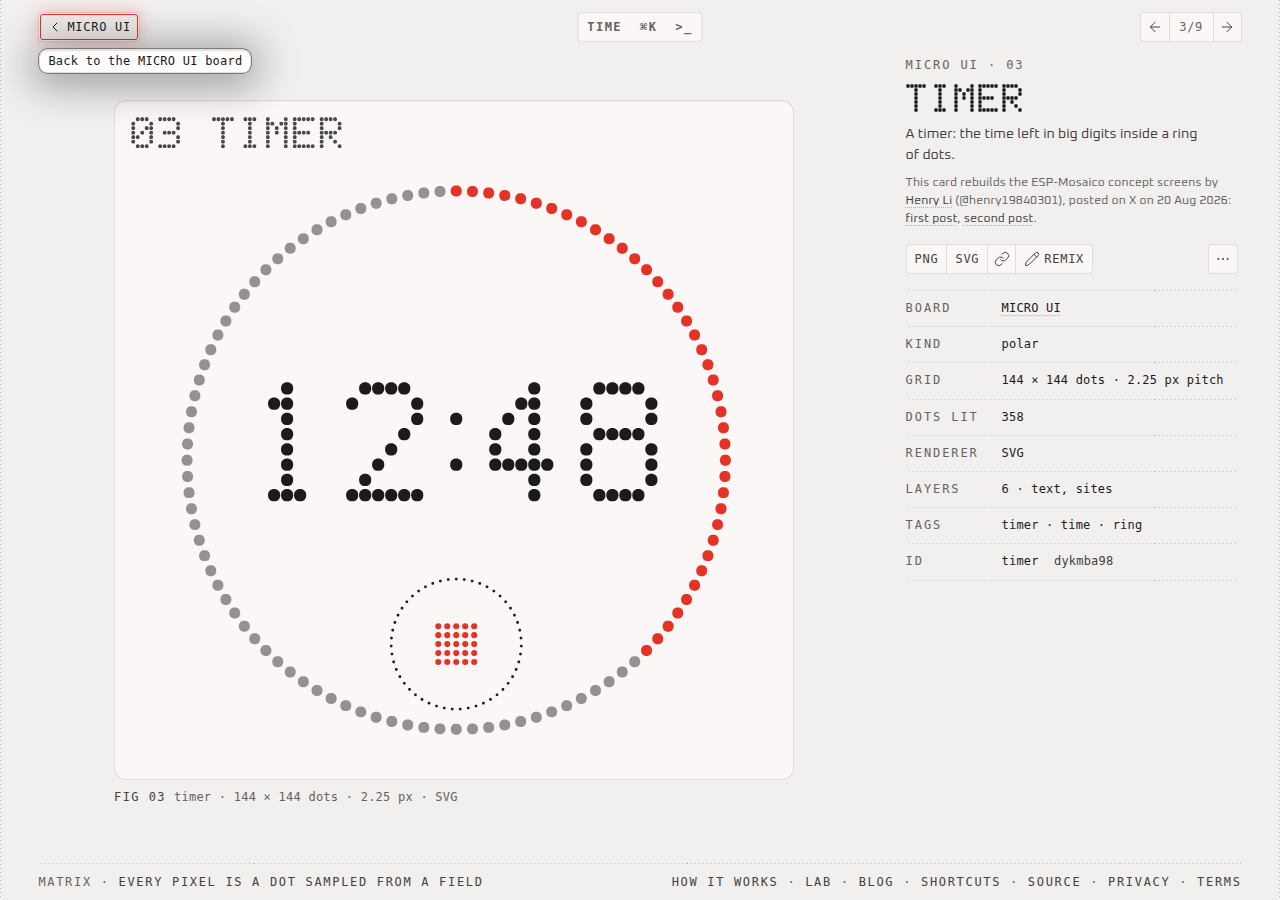 MICRO UI
TIME ⌘K >_
3/9
Back to the MICRO UI board
03 TIMER
12:48
FIG 03 timer · 144 × 144 dots · 2.25 px · SVG
MICRO UI · 03
TIMER
A timer: the time left in big digits inside a ring
of dots.
This card rebuilds the ESP-Mosaico concept screens by
Henry Li (@henry19840301), posted on X on 20 Aug 2026:
first post, second post.
PNG SVG REMIX ···
BOARD MICRO UI
KIND polar
GRID 144 × 144 dots · 2.25 px pitch
DOTS LIT 358
RENDERER SVG
LAYERS 6 · text, sites
TAGS timer · time · ring
ID timer dykmba98
MATRIX · EVERY PIXEL IS A DOT SAMPLED FROM A FIELD
HOW IT WORKS · LAB · BLOG · SHORTCUTS · SOURCE · PRIVACY · TERMS